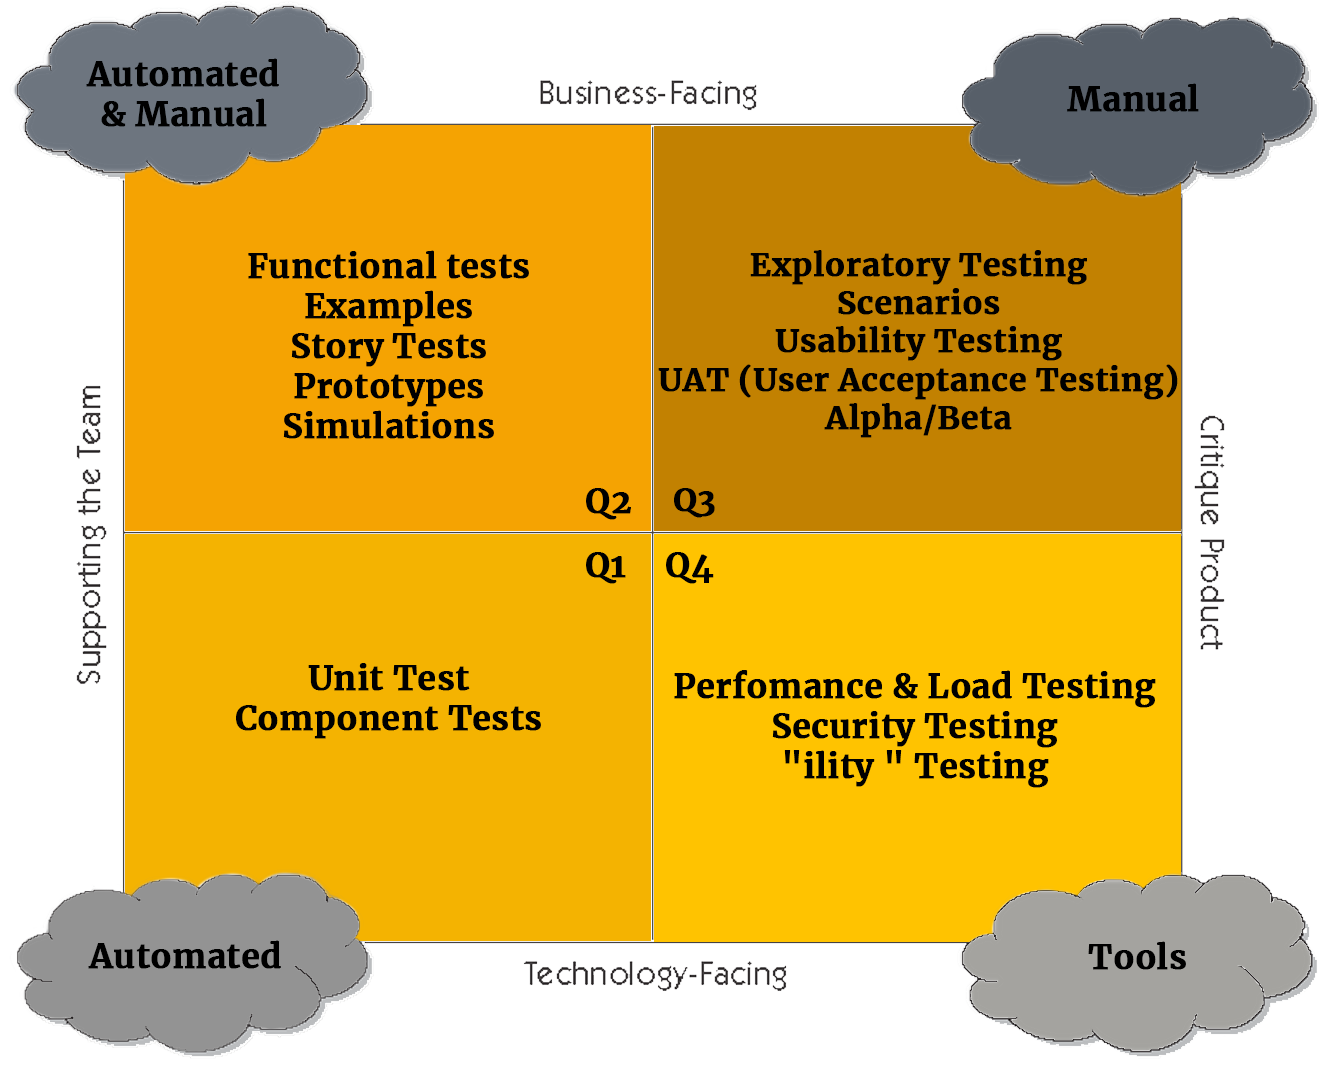 Automated
& Manual
Business-Facing
Manual
Functional tests
Examples
Story Tests
Prototypes
Simulations
Q2
Exploratory Testing
Scenarios
Usability Testing
UAT (User Acceptance Testing)
Alpha/Beta
Q3
Supporting the Team
Critique Product
Q1
Unit Test
Component Tests
Q4
Perfomance & Load Testing
Security Testing
"ility " Testing
Automated
Technology-Facing
Tools